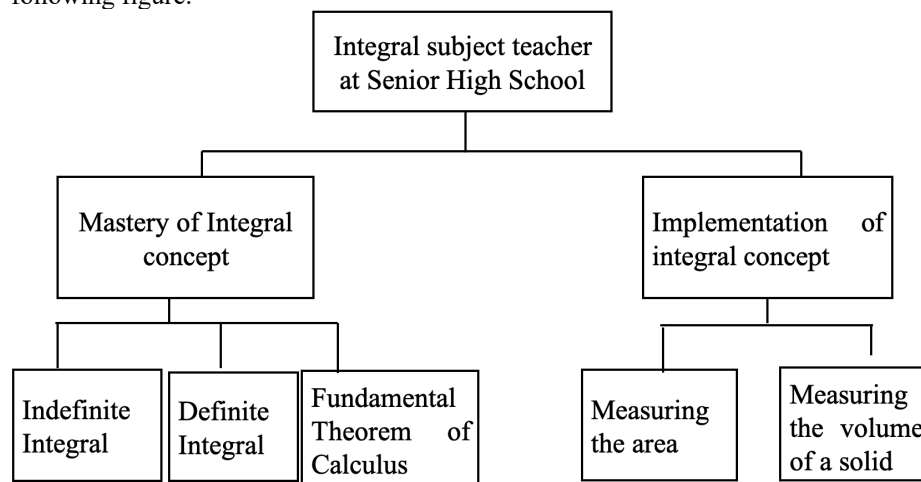 following figure.
Integral subject teacher
at Senior High School
Mastery of Integral
concept
Implementation of
integral concept
Indefinite
Integral
Definite
Integral
Fundamental
Theorem of
Calculus
Measuring
the area
Measuring
the volume
of a solid